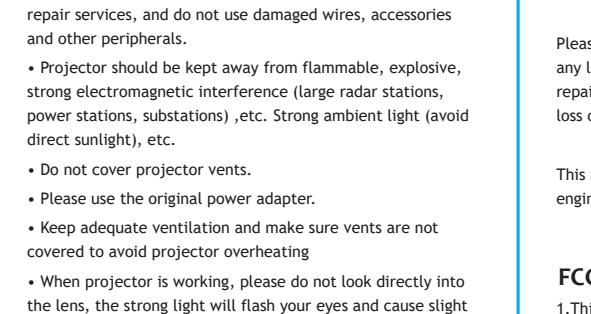 repair services, and do not use damaged wires, accessories
and other peripherals.
• Projector should be kept away from flammable, explosive,
strong electromagnetic interference (large radar stations,
power stations, substations) ,etc. Strong ambient light (avoid
direct sunlight), etc.
• Do not cover projector vents.
• Please use the original power adapter.
• Keep adequate ventilation and make sure vents are not
covered to avoid projector overheating
• When projector is working, please do not look directly into
the lens, the strong light will flash your eyes and cause slight
any l
loss o
This
1.Thi